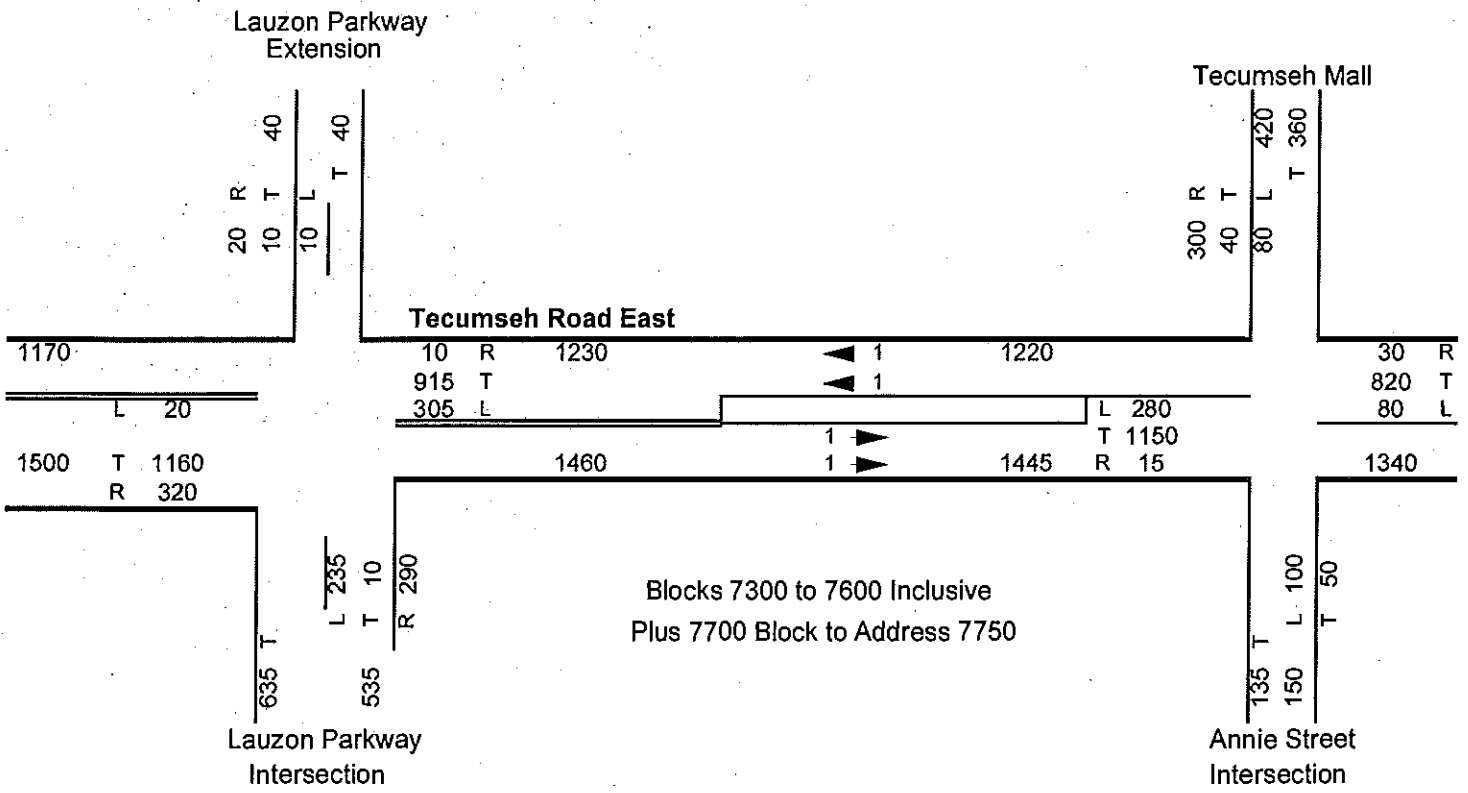 Lauzon Parkway
Extension
Tecumseh Mall
40 40
R T L T
20 10 10
420 360
R T L T
300 40 80
Tecumseh Road East
1170
10 R 1230 1 1220
915 T 1
305 L
30 R
820 T
80 L
L 20
1500 T 1160
R 320
L 280
1 T 1150
1460 1 1445 R 15
1340
235 10 290
L T R
T
635 535
Blocks 7300 to 7600 Inclusive
Plus 7700 Block to Address 7750
100 50
T L T
135 150
Lauzon Parkway
Intersection
Annie Street
Intersection